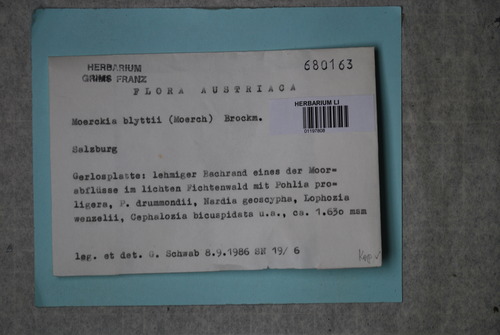 HERBARIUM
GRIMS FRANZ
680163
FLORA AUSTRIACA
Moerckia blyttii (Moerch) Brockm.
HERBARIUM LI
01197808
Salzburg
Gerlosplatte: lehmiger Bachrand eines der Moor-
abflüsse im lichten Fichtenwald mit Pohlia pro-
ligera, P. drummondii, Nardia geoscypha, Lophozia
wenzelii, Cephalozia bicuspidata u.a., ca. 1.630 msm
leg. et det. G. Schwab 8.9.1986 SN 19/ 6